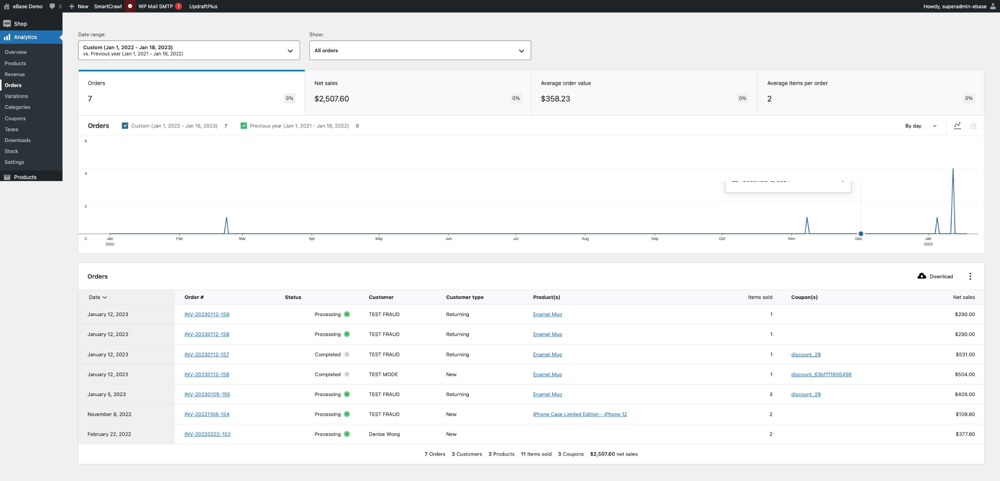 eBase Demo 0 New SmartCrawl WP Mail SMTP 1 UpdraftPlus Howdy, superadmin-ebase
Shop
Analytics
Overview
Products
Revenue
Orders
Variations
Categories
Coupons
Taxes
Downloads
Stock
Settings
Products
Date range: Show:
Custom (Jan 1, 2022 - Jan 18, 2023)
vs. Previous year (Jan 1, 2021 - Jan 18, 2022)
All orders
Orders Net sales Average order value Average items per order
7 0% $2,507.60 0% $358.23 0% 2 0%
Orders Custom (Jan 1, 2022 - Jan 18, 2023) 7 Previous year (Jan 1, 2021 - Jan 18, 2022) 0 By day
6
4
2
0
Jan Feb Mar Apr May Jun Jul Aug Sep Oct Nov Dec Jan
2022 2023
Orders Download
Date Order # Status Customer Customer type Product(s) Items sold Coupon(s) Net sales
January 12, 2023 INV-20230112-159 Processing TEST FRAUD Returning Enamel Mug 1 $290.00
January 12, 2023 INV-20230112-158 Processing TEST FRAUD Returning Enamel Mug 1 $290.00
January 12, 2023 INV-20230112-157 Completed TEST FRAUD Returning Enamel Mug 1 discount_29 $531.00
January 12, 2023 INV-20230112-156 Completed TEST MODE New Enamel Mug 1 discount_63bf7f1605456 $504.00
January 5, 2023 INV-20230105-155 Processing TEST FRAUD Returning Enamel Mug 3 discount_29 $405.00
November 8, 2022 INV-20221108-154 Processing TEST FRAUD New iPhone Case Limited Edition - iPhone 12 2 $109.80
February 22, 2022 INV-20220222-153 Processing Denise Wong New 2 $377.80
7 Orders 3 Customers 3 Products 11 Items sold 3 Coupons $2,507.60 net sales